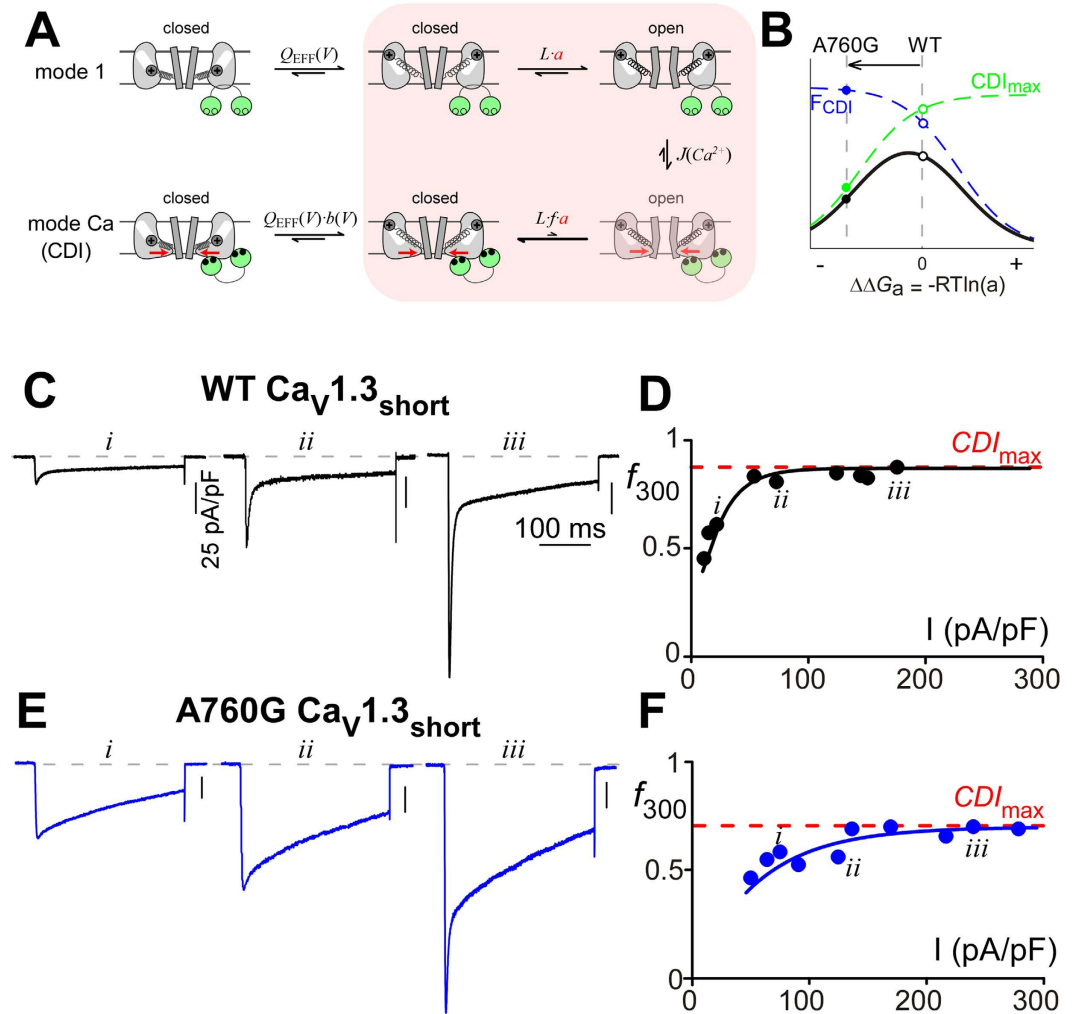 A
closed
closed
open
mode 1
Q_EFF(V)
L·a
J(Ca²⁺)
closed
closed
open
mode Ca
(CDI)
Q_EFF(V)·b(V)
L·f·a
B
A760G
WT
F_CDI
CDI_max
-
0
+
ΔΔG_a = -RTln(a)
C
WT Ca_V1.3_short
i
ii
iii
25 pA/pF
100 ms
D
1
CDI_max
f_300
i
ii
iii
0.5
I (pA/pF)
0
0
100
200
300
E
A760G Ca_V1.3_short
i
ii
iii
F
1
CDI_max
f_300
i
ii
iii
0.5
I (pA/pF)
0
0
100
200
300